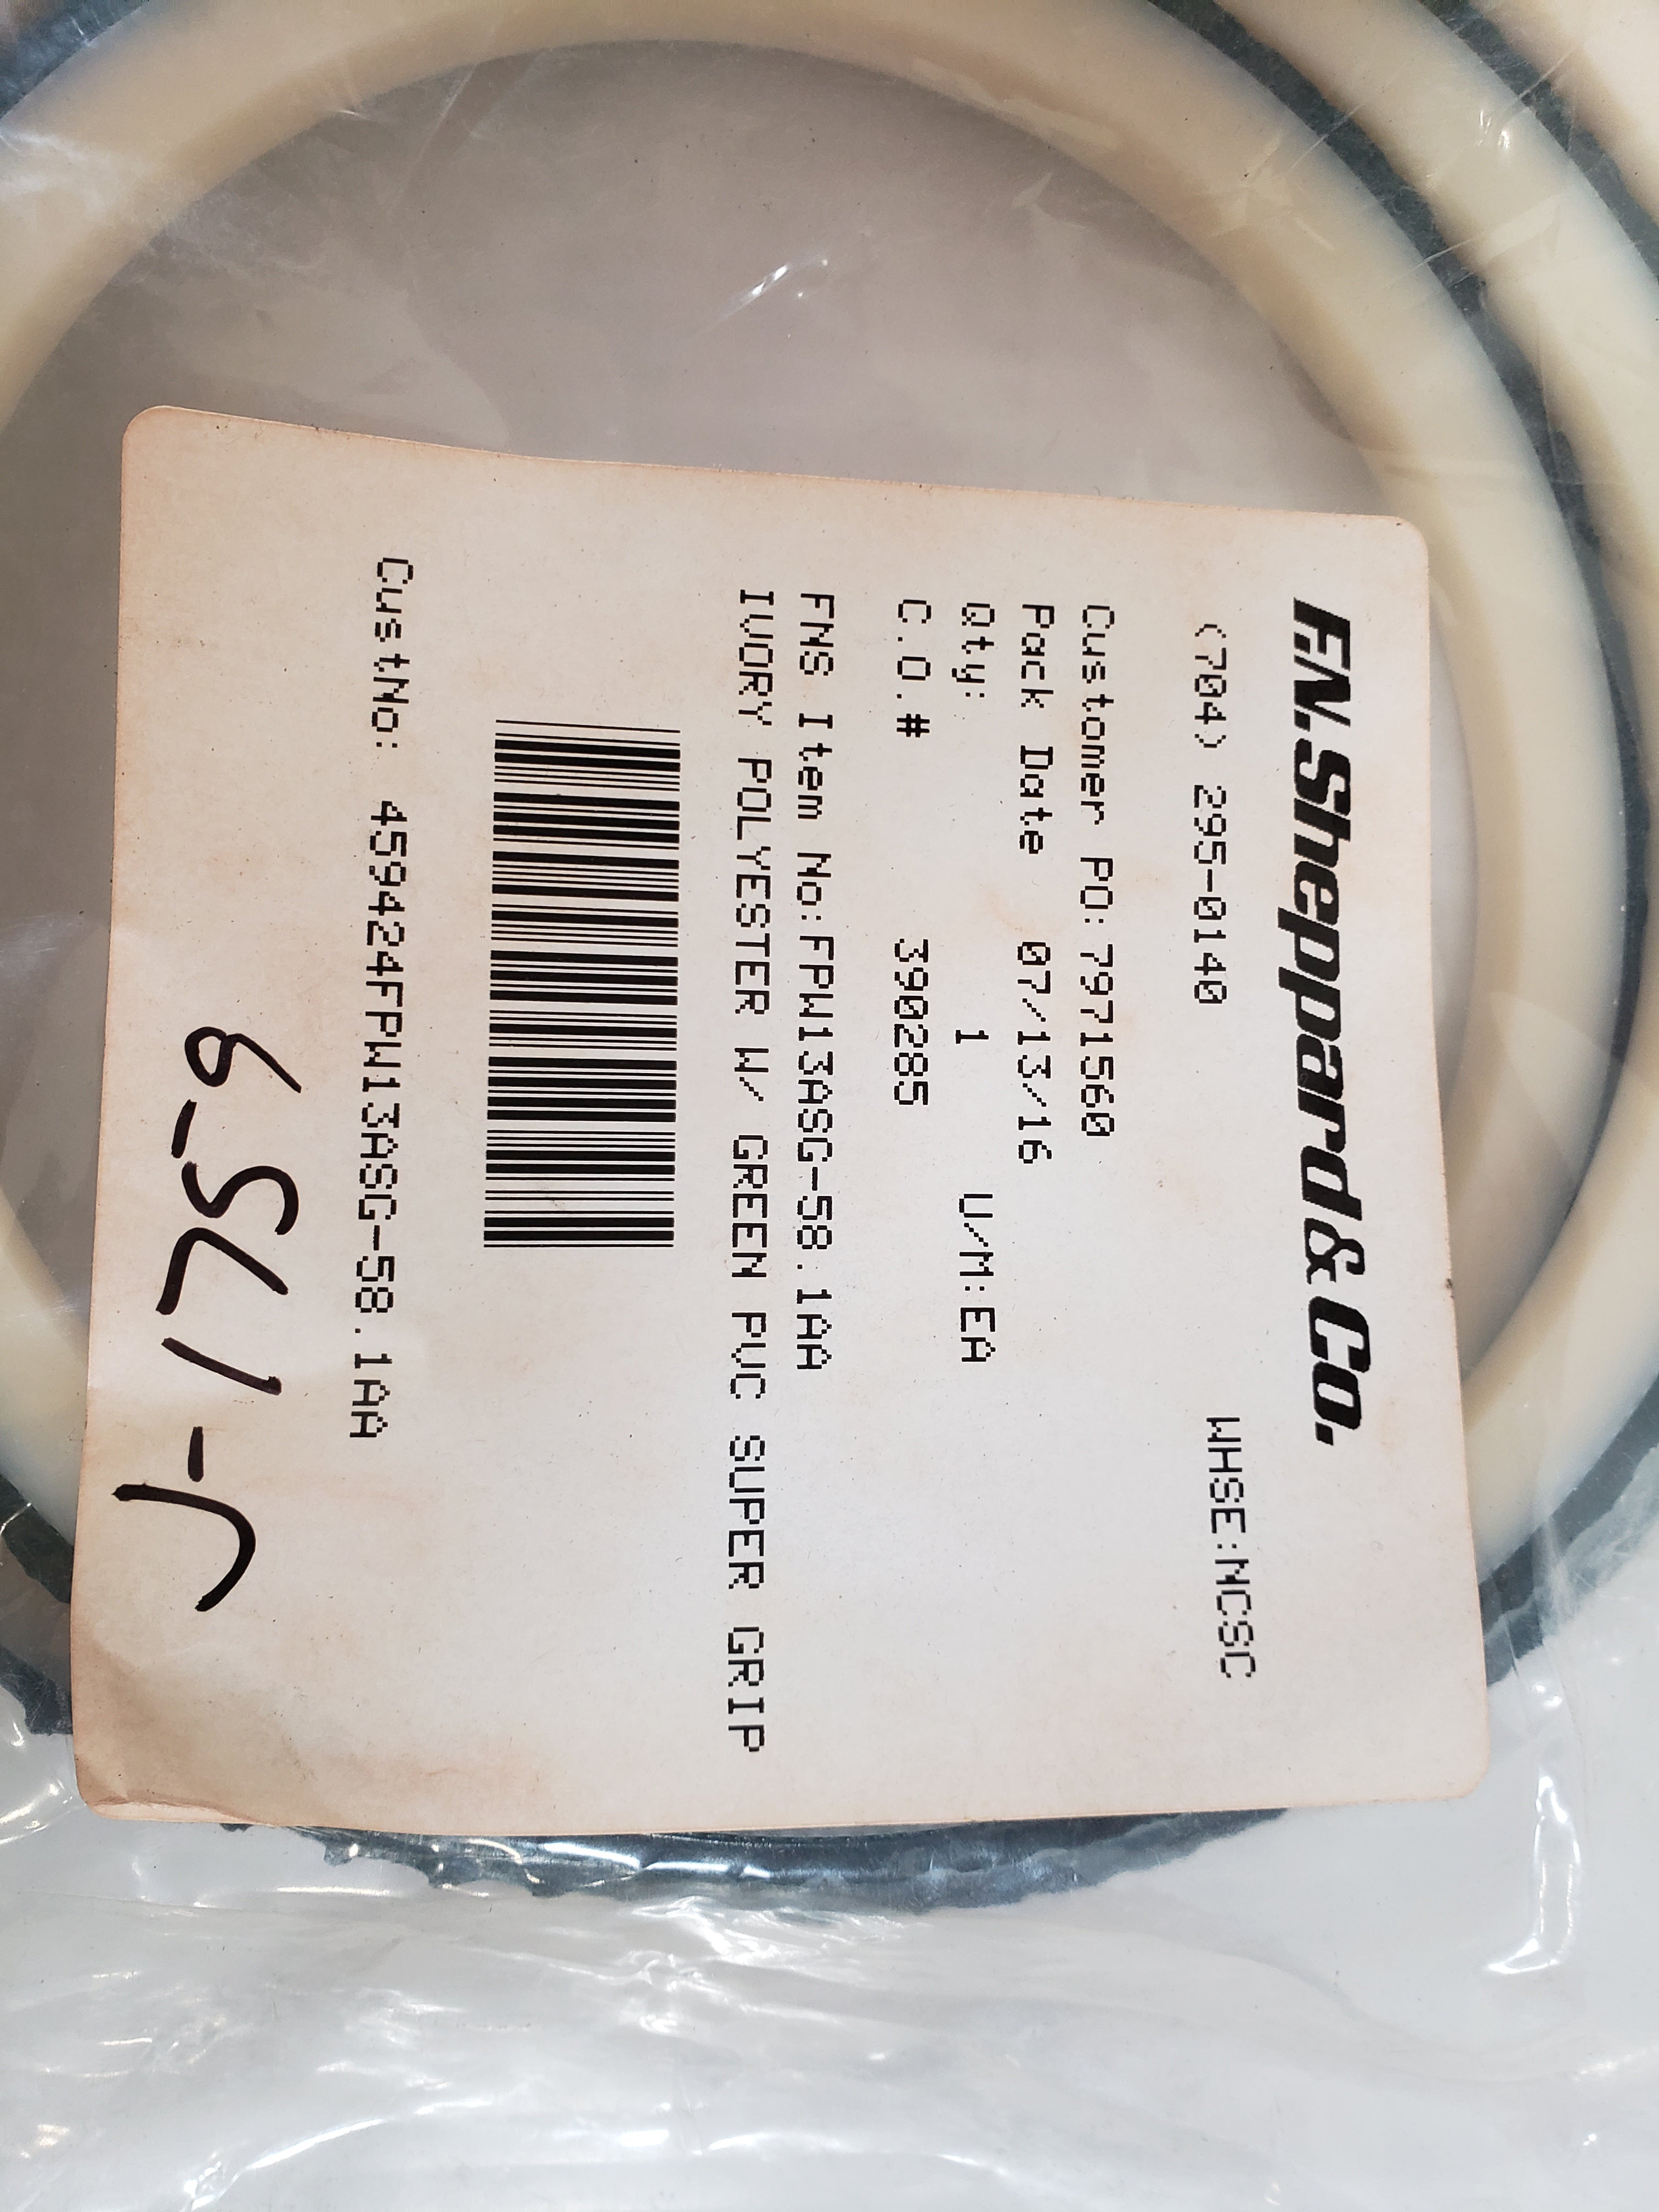 F.N. Sheppard & Co.
(704) 295-0140 WHSE:NCSC
Customer PO: 7971560
Pack Date 07/13/16
Qty: 1 U/M: EA
C.O.# 390285
FNS Item No: FPW13ASG-58.1AA
IVORY POLYESTER W/ GREEN PVC SUPER GRIP
CustNo: 459424FPW13ASG-58.1AA
9-5L1-J